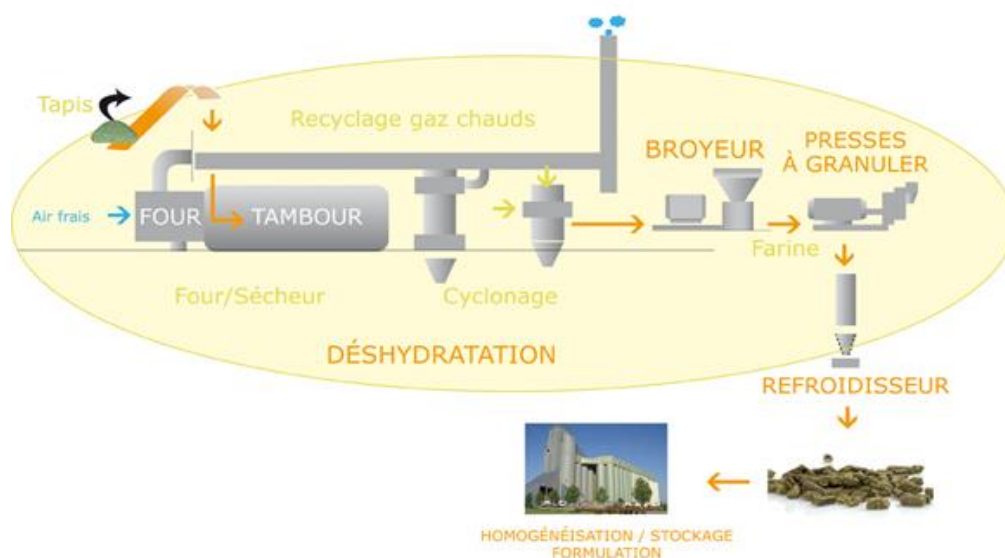 Tapis
Recyclage gaz chauds
BROYEUR
PRESSES
À GRANULER
Air frais
FOUR
TAMBOUR
Farine
Four/Sécheur
Cyclonage
DÉSHYDRATATION
REFROIDISSEUR
HOMOGÉNÉISATION / STOCKAGE
FORMULATION